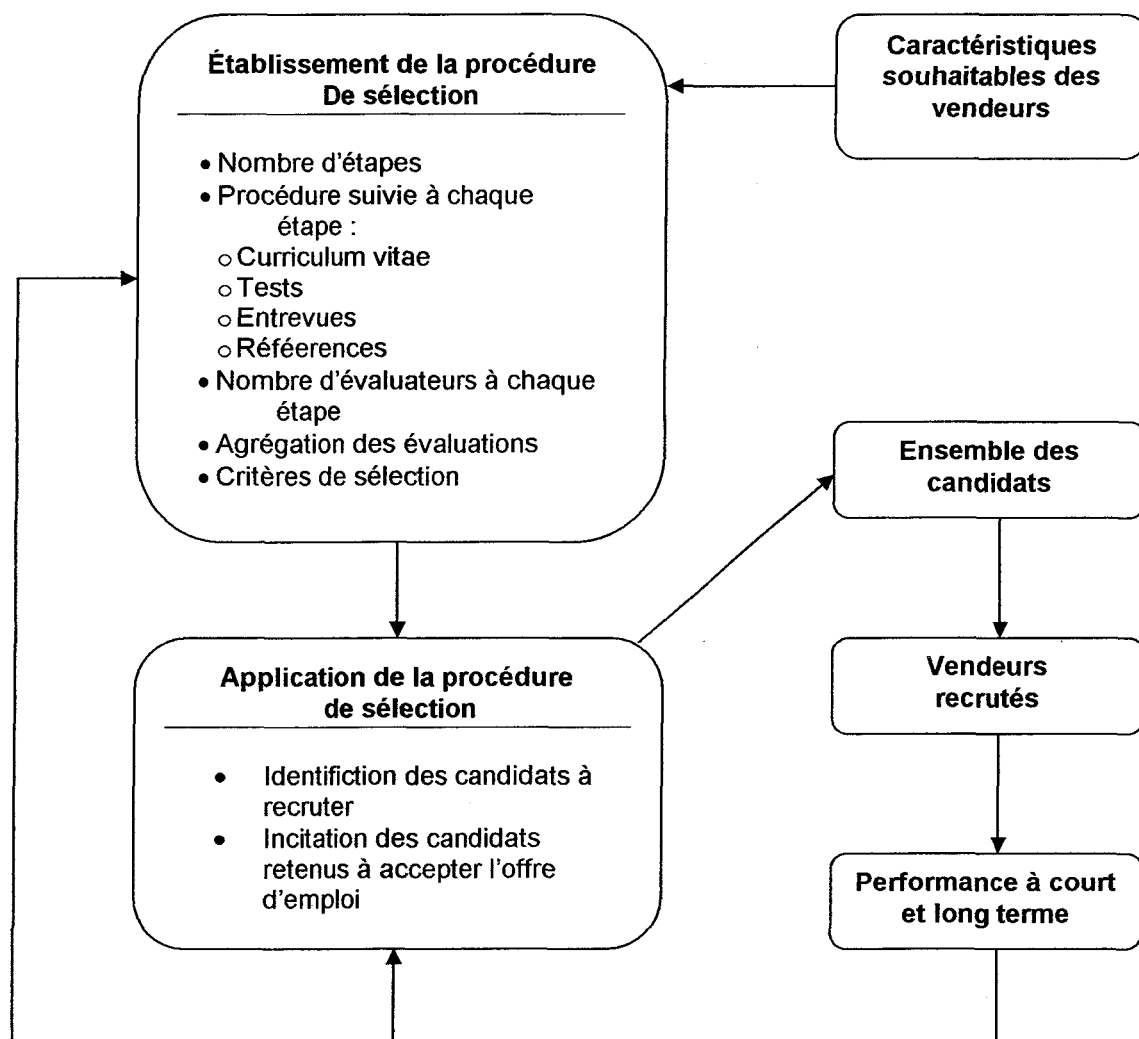 Établissement de la procédure
De sélection
• Nombre d'étapes
• Procédure suivie à chaque
étape :
o Curriculum vitae
o Tests
o Entrevues
o Références
• Nombre d'évaluateurs à chaque
étape
• Agrégation des évaluations
• Critères de sélection
Caractéristiques
souhaitables des
vendeurs
Ensemble des
candidats
Application de la procédure
de sélection
• Identifiction des candidats à
recruter
• Incitation des candidats
retenus à accepter l'offre
d'emploi
Vendeurs
recrutés
Performance à court
et long terme